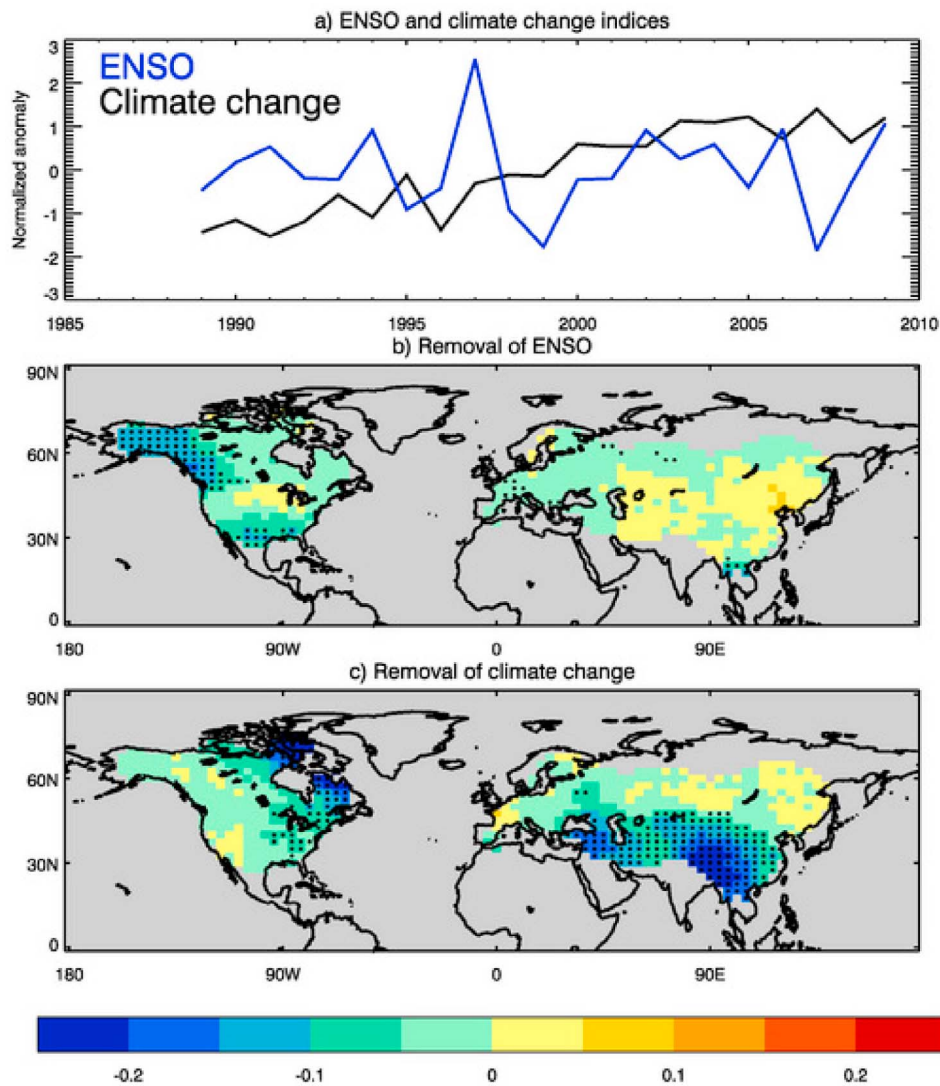 a) ENSO and climate change indices
3
2
1
0
-1
-2
-3
Normalized anomaly
ENSO
Climate change
1985 1990 1995 2000 2005 2010
b) Removal of ENSO
90N
60N
30N
0
180 90W 0 90E
c) Removal of climate change
90N
60N
30N
0
180 90W 0 90E
-0.2 -0.1 0 0.1 0.2